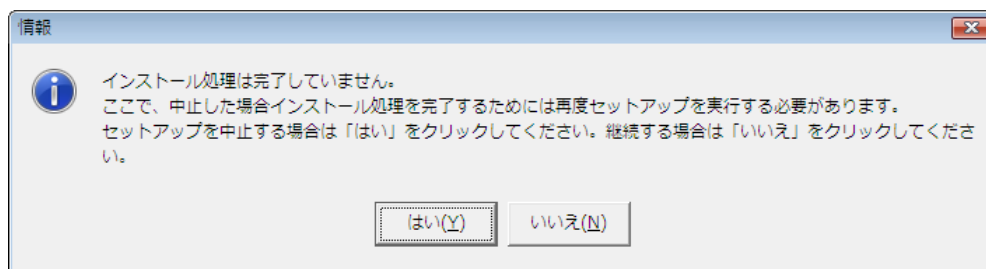 情報
インストール処理は完了していません。
ここで、中止した場合インストール処理を完了するためには再度セットアップを実行する必要があります。
セットアップを中止する場合は「はい」をクリックしてください。継続する場合は「いいえ」をクリックしてくださ
い。
はい(Y) いいえ(N)